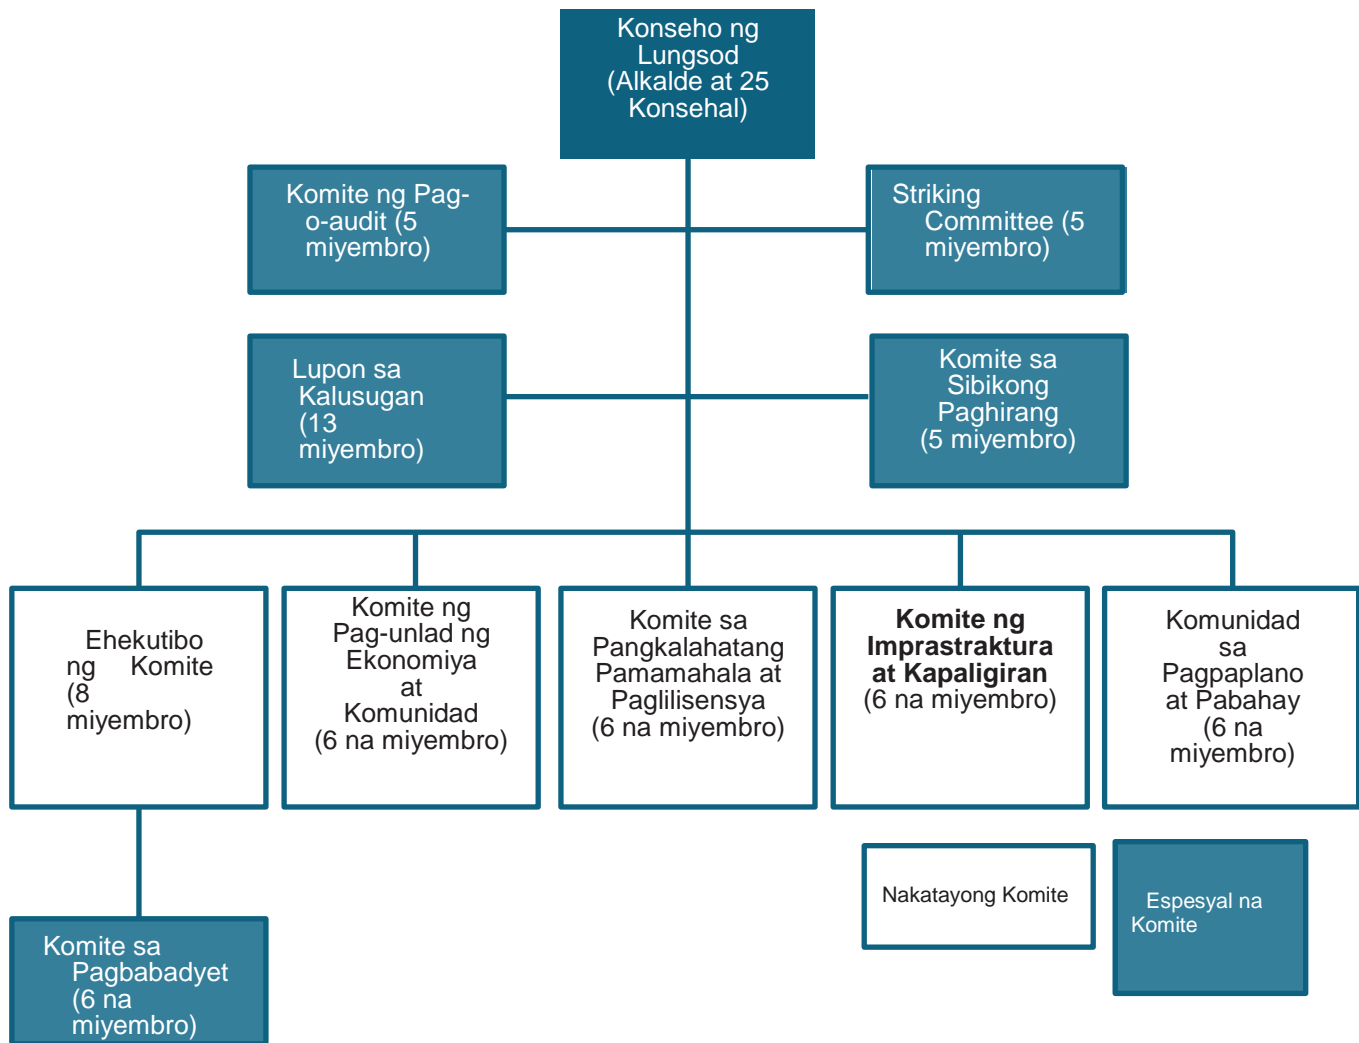 Konseho ng
Lungsod
(Alkalde at 25
Konsehal)
Komite ng Pag-
o-audit (5
miyembro)
Striking
Committee (5
miyembro)
Lupon sa
Kalusugan
(13
miyembro)
Komite sa
Sibikong
Paghirang
(5 miyembro)
Ehekutibo
ng Komite
(8
miyembro)
Komite ng
Pag-unlad ng
Ekonomiya
at
Komunidad
(6 na miyembro)
Komite sa
Pangkalahatang
Pamamahala at
Paglilisensya
(6 na miyembro)
Komite ng
Imprastraktura
at Kapaligiran
(6 na miyembro)
Komunidad
sa
Pagpaplano
at Pabahay
(6 na
miyembro)
Nakatayong Komite
Espesyal na
Komite
Komite sa
Pagbabadyet
(6 na
miyembro)